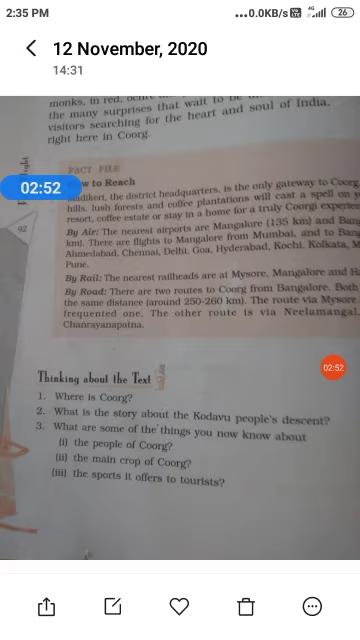 2:35 PM
...0.0KB/s
4G
26
12 November, 2020
14:31
monks, in red,
the many surprises that wait to be
visitors searching for the heart and soul of India,
right here in Coorg.
FACT FILE
to Reach
02:52
the district headquarters, is the only gateway to Coorg
hills, lush forests and coffee plantations will cast a spell on
resort, coffee estate or stay in a home for a truly Coorgi
92
By Air: The nearest airports are Mangalore (135 km) and
km). There are flights to Mangalore from Mumbai, and to
Ahmedabad, Chennai, Delhi, Goa, Hyderabad, Kochi, Kolkata,
Pune.
By Rail: The nearest railheads are at Mysore, Mangalore and
By Road: There are two routes to Coorg from Bangalore. Both
the same distance (around 250-260 km). The route via Mysore
frequented one. The other route is via Neelamangal,
Chanrayanapatna.
02:52
Thinking about the Text
1. Where is Coorg?
2. What is the story about the Kodavu people's descent?
3. What are some of the things you now know about
(i) the people of Coorg?
(ii) the main crop of Coorg?
(iii) the sports it offers to tourists?